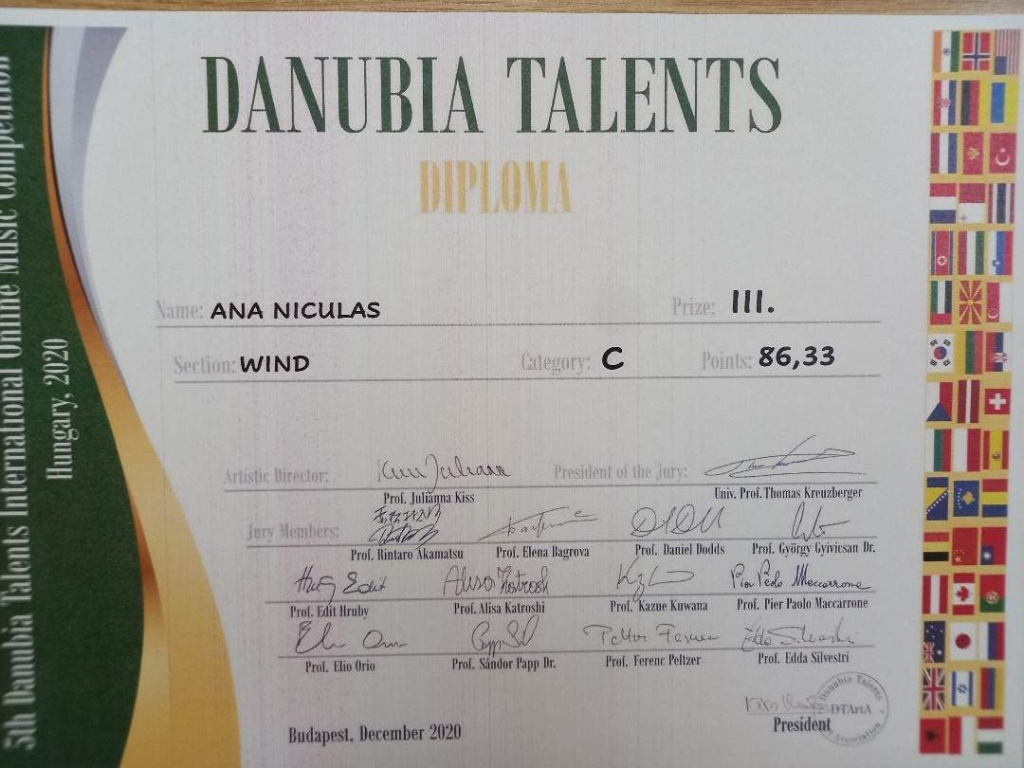 5th Danubia Talents International Online Music Competition
Hungary, 2020
DANUBIA TALENTS
DIPLOMA
Name: ANA NICULAS Prize: III.
Section: WIND Category: C Points: 86,33
Artistic Director: President of the Jury:
Prof. Julianna Kiss Univ. Prof. Thomas Kreuzberger
Jury Members:
Prof. Rintaro Akamatsu Prof. Elena Bagrova Prof. Daniel Dodds Prof. György Gyivicsan Dr.
Prof. Edit Hruby Prof. Alisa Katroshi Prof. Kazue Kuwana Prof. Pier Paolo Maccarrone
Prof. Elio Orio Prof. Sándor Papp Dr. Prof. Ferenc Peltzer Prof. Edda Silvestri
Danubia Talents
DTArtA
Association
President
Budapest, December 2020